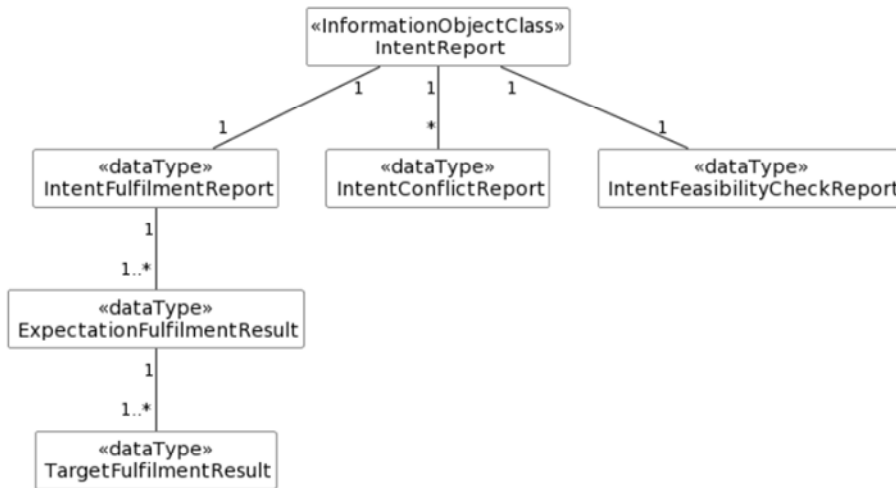 «InformationObjectClass»
IntentReport
1 1 1
1 * 1
«dataType»
IntentFulfilmentReport
«dataType»
IntentConflictReport
«dataType»
IntentFeasibilityCheckReport
1
1..*
«dataType»
ExpectationFulfilmentResult
1
1..*
«dataType»
TargetFulfilmentResult